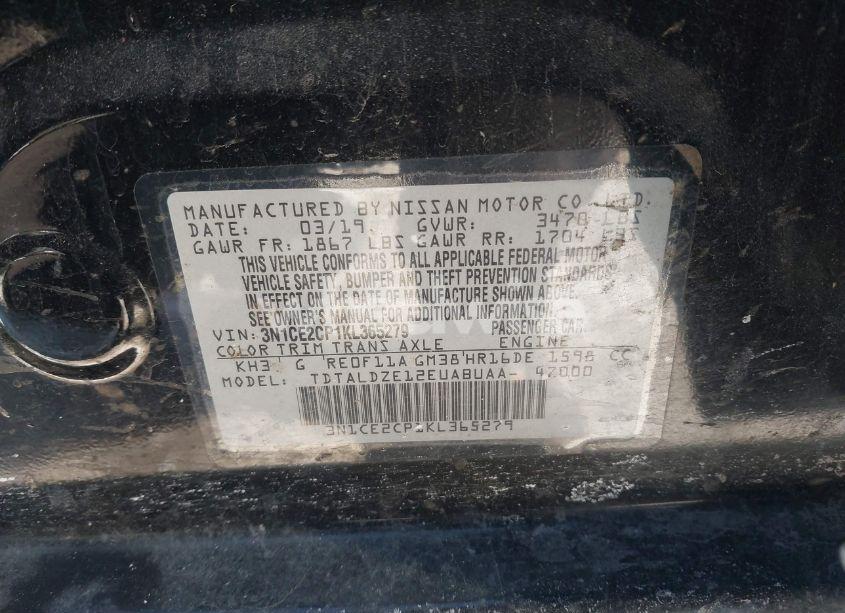 MANUFACTURED BY NISSAN MOTOR CO., LTD.
DATE: 03/19 GVWR: 3470 LBS
GAWR FR: 1867 LBS GAWR RR: 1704 LBS
THIS VEHICLE CONFORMS TO ALL APPLICABLE FEDERAL MOTOR
VEHICLE SAFETY, BUMPER AND THEFT PREVENTION STANDARDS
IN EFFECT ON THE DATE OF MANUFACTURE SHOWN ABOVE.
SEE OWNER'S MANUAL FOR ADDITIONAL INFORMATION.
VIN: 3N1CE2CP1KL365279 PASSENGER CAR
COLOR TRIM TRANS AXLE ENGINE
KH3 G RE0F11A GM38 HR16DE 1598 CC
MODEL: TDTALDZE12EUABUAA-
3N1CE2CP1KL365279